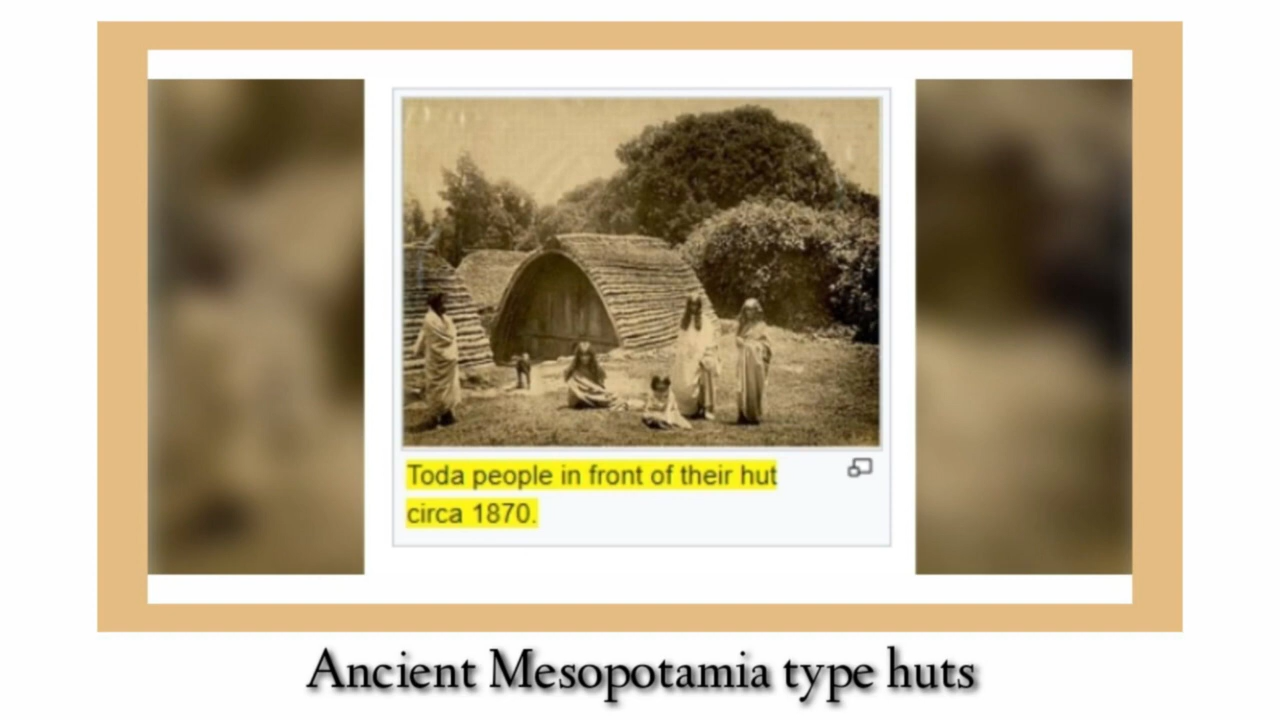 Toda people in front of their hut
circa 1870.
Ancient Mesopotamia type huts